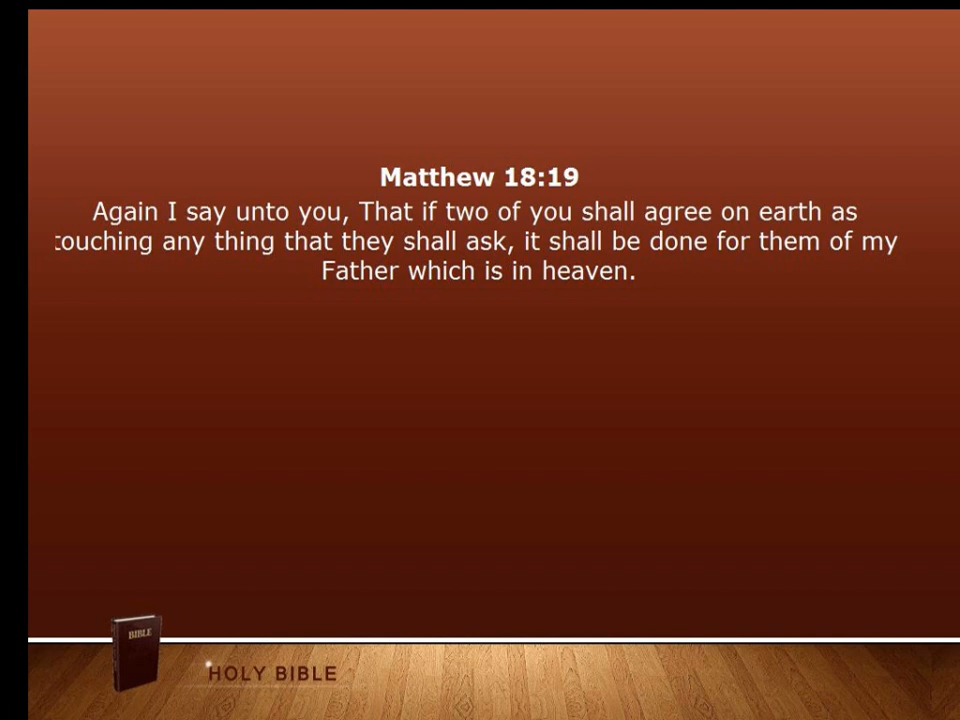 Matthew 18:19
Again I say unto you, That if two of you shall agree on earth as
touching any thing that they shall ask, it shall be done for them of my
Father which is in heaven.
BIBLE
HOLY BIBLE